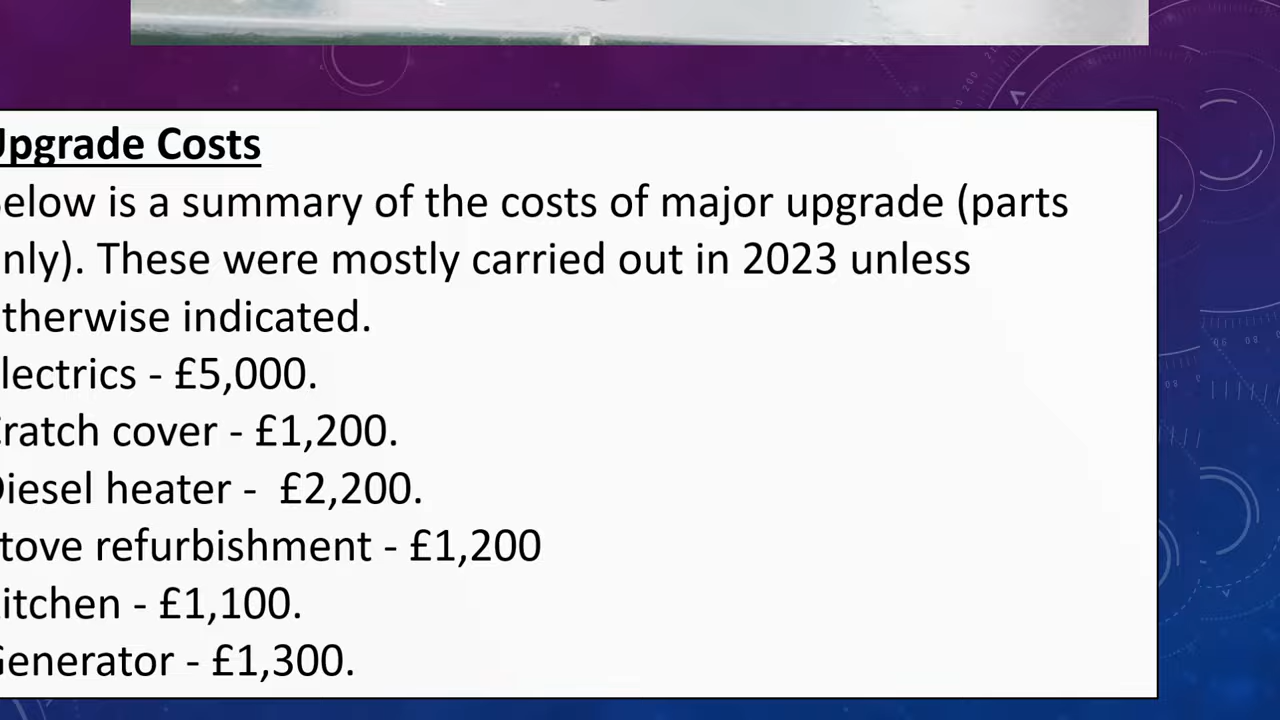 Upgrade Costs
Below is a summary of the costs of major upgrade (parts
only). These were mostly carried out in 2023 unless
otherwise indicated.
Electrics - £5,000.
Cratch cover - £1,200.
Diesel heater -  £2,200.
Stove refurbishment - £1,200
Kitchen - £1,100.
Generator - £1,300.